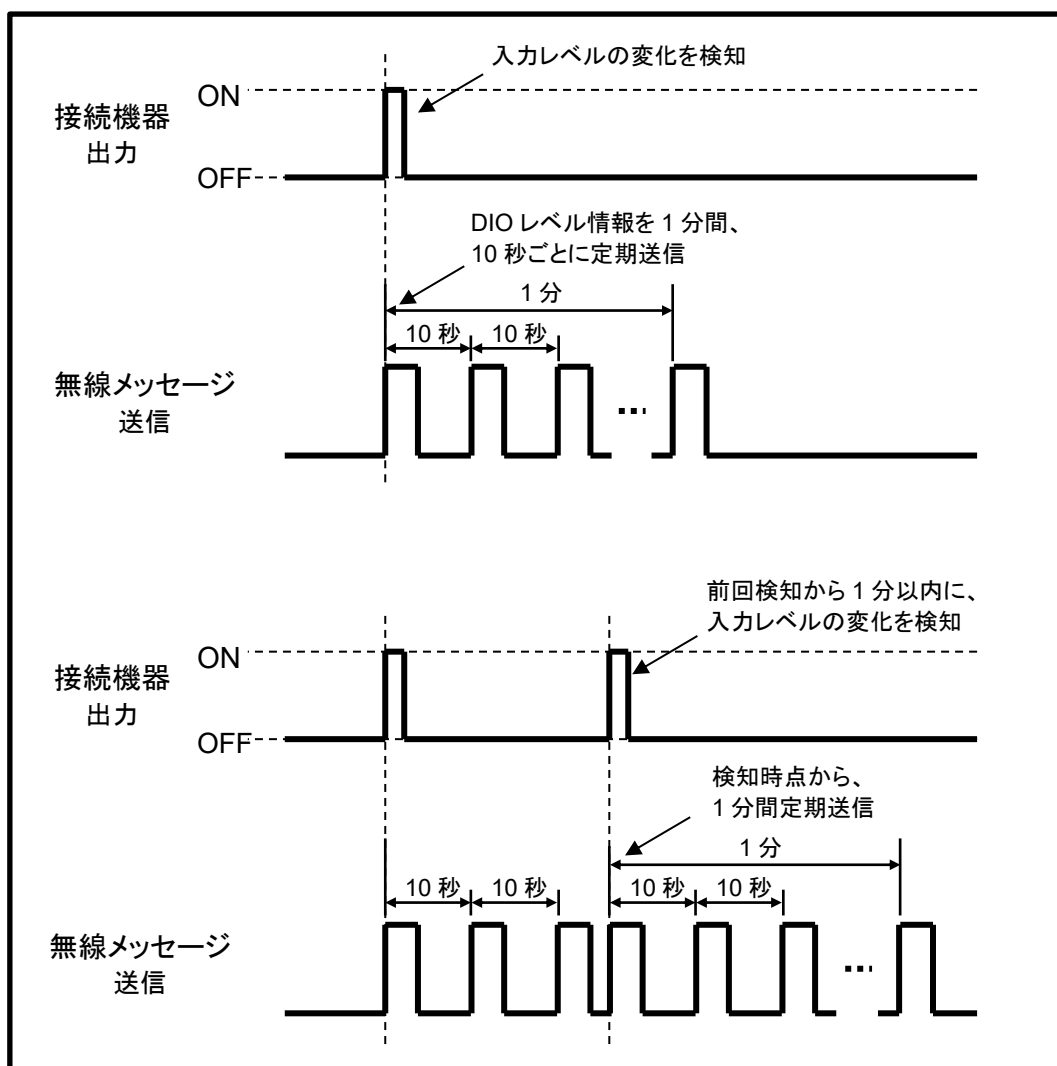 入力レベルの変化を検知
ON
接続機器
出力
OFF
DIO レベル情報を 1 分間、
10 秒ごとに定期送信
1 分
10 秒
10 秒
無線メッセージ
送信
…
前回検知から 1 分以内に、
入力レベルの変化を検知
ON
接続機器
出力
OFF
検知時点から、
1 分間定期送信
1 分
10 秒
10 秒
10 秒
10 秒
無線メッセージ
送信
…